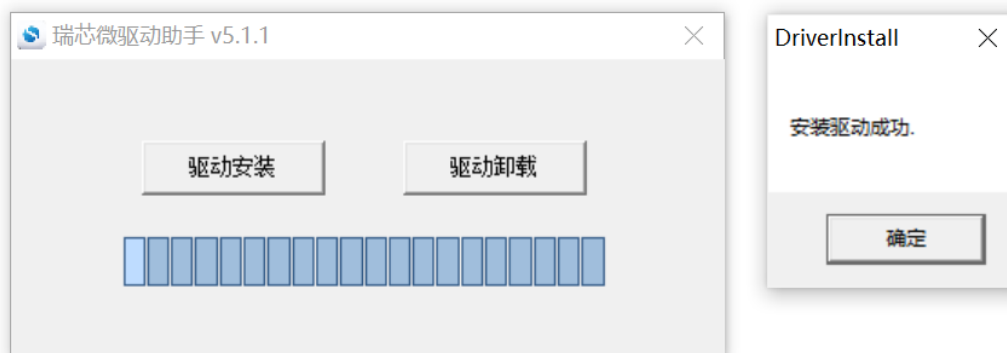 瑞芯微驱动助手 v5.1.1
驱动安装
驱动卸载
DriverInstall
安装驱动成功.
确定